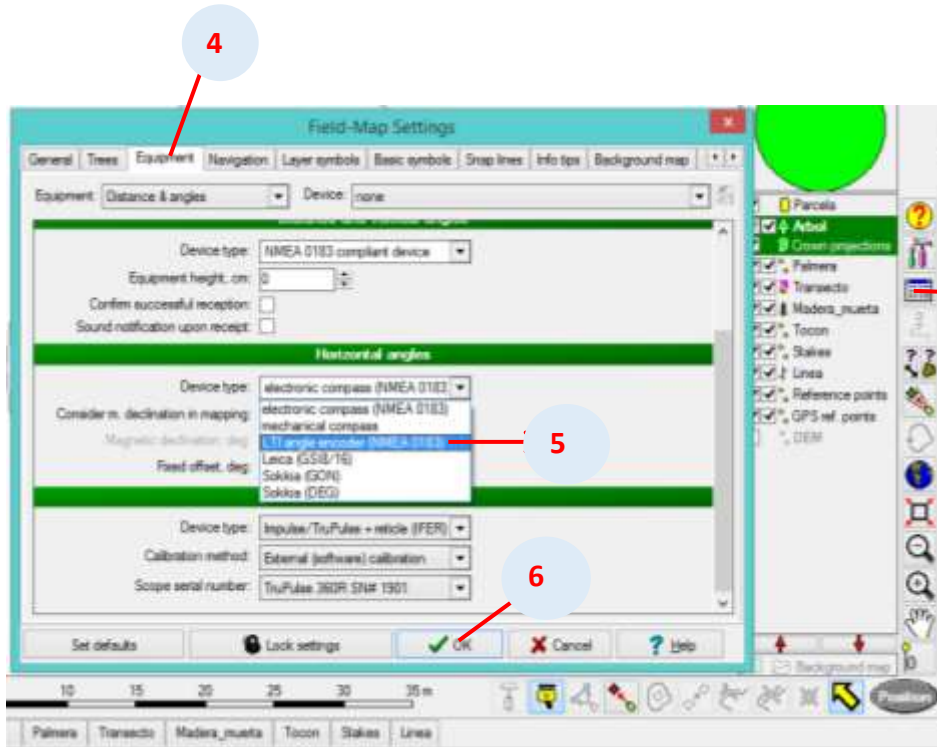 4
Field-Map Settings
General Trees Equipment Navigation Layer symbols Basic symbols Snap lines Info tips Background map
Equipment: Distance & angles Device: none
Device type: NMEA 0183 compliant device
Equipment height, cm: 0
Confirm successful reception:
Sound notification upon receipt:
Horizontal angles
Device type: electronic compass (NMEA 0183)
Consider m. declination in mapping:
electronic compass (NMEA 0183)
mechanical compass
Magnetic declination: deg
LTI angle encoder (NMEA 0183)
5
Fixed offset, deg:
Leica (GSI8/16)
Sokkia (GON)
Sokkia (DEG)
Device type: Impulse/TruPulse + reticle (IFER)
Calibration method: External (software) calibration
Scope serial number: TruPulse 360R SN# 1901
6
Set defaults Lock settings OK Cancel ? Help
Parcela
Arbol
Crown projections
Palmera
Transecto
Madera_muerta
Tocon
Stakes
Linea
Reference points
GPS ref. points
DEM
Background map
10 15 20 25 30 35 m
Palmera Transecto Madera_muerta Tocon Stakes Linea